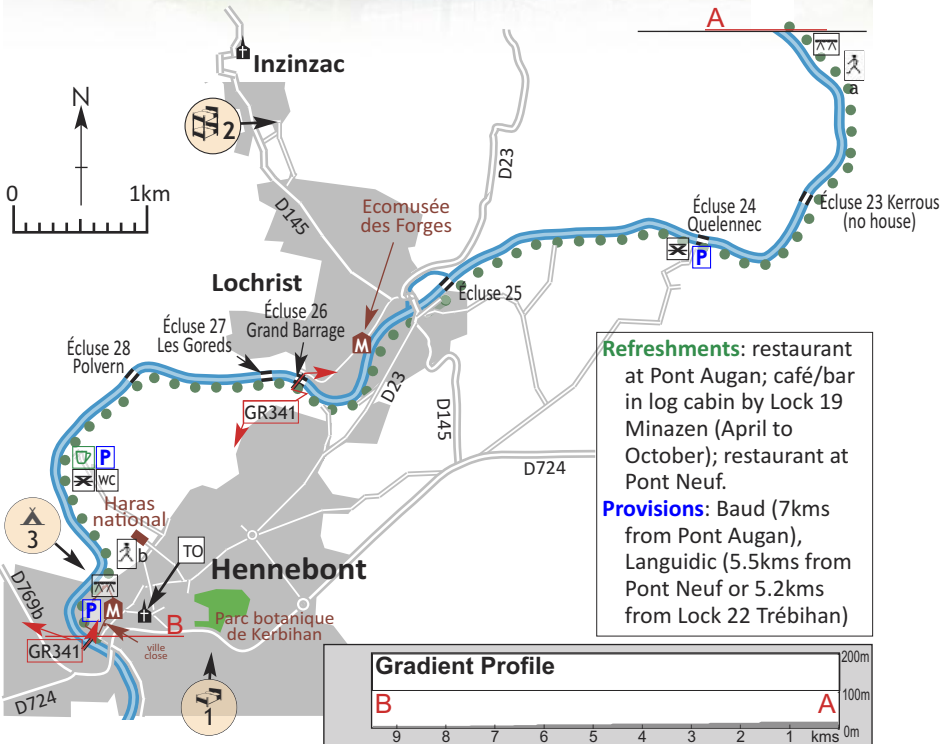 A
Inzinzac
N
2
a
D23
0 1km
D145
Ecomusée
des Forges
Écluse 24
Quelennec
Écluse 23 Kerrous
(no house)
P
Lochrist
Écluse 25
Écluse 26
Grand Barrage
Écluse 27
Les Goreds
M
Écluse 28
Polvern
GR341
D23
D145
D724
P
WC
Haras
national
3
b
TO
Hennebont
D769b
P
M
B
Parc botanique
de Kerbihan
ville
close
GR341
D724
1
Refreshments: restaurant
at Pont Augan; café/bar
in log cabin by Lock 19
Minazen (April to
October); restaurant at
Pont Neuf.
Provisions: Baud (7kms
from Pont Augan),
Languidic (5.5kms from
Pont Neuf or 5.2kms
from Lock 22 Trébihan)
Gradient Profile
200m
100m
0m
B A
9 8 7 6 5 4 3 2 1 kms